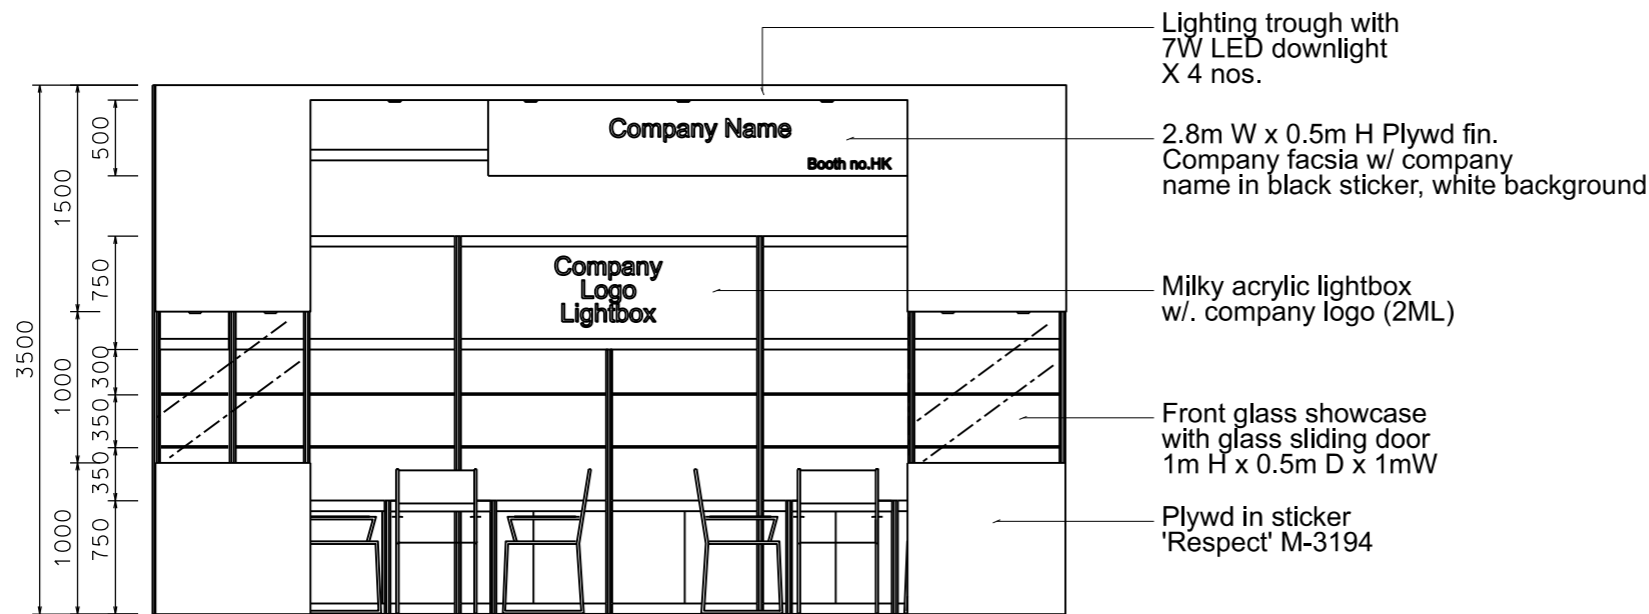 Lighting trough with
7W LED downlight
X 4 nos.
2.8m W x 0.5m H Plywd fin.
Company facsia w/ company
name in black sticker, white background
Milky acrylic lightbox
w/. company logo (2ML)
Front glass showcase
with glass sliding door
1m H x 0.5m D x 1mW
Plywd in sticker
'Respect' M-3194
Company Name
Booth no.HK
Company
Logo
Lightbox
3500
1500
1000
1000
500
750
300
350
350
750